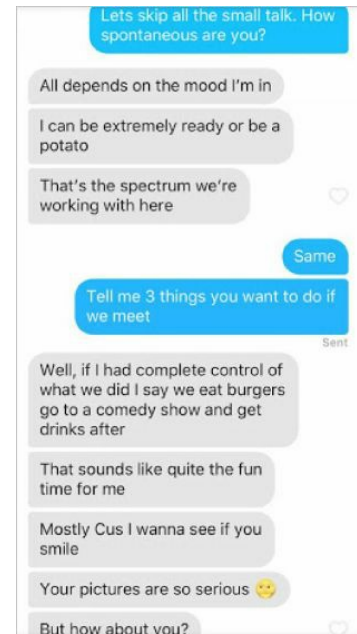 Lets skip all the small talk. How
spontaneous are you?
All depends on the mood I'm in
I can be extremely ready or be a
potato
That's the spectrum we're
working with here
Same
Tell me 3 things you want to do if
we meet
Sent
Well, if I had complete control of
what we did I say we eat burgers
go to a comedy show and get
drinks after
That sounds like quite the fun
time for me
Mostly Cus I wanna see if you
smile
Your pictures are so serious 🤭
But how about you?